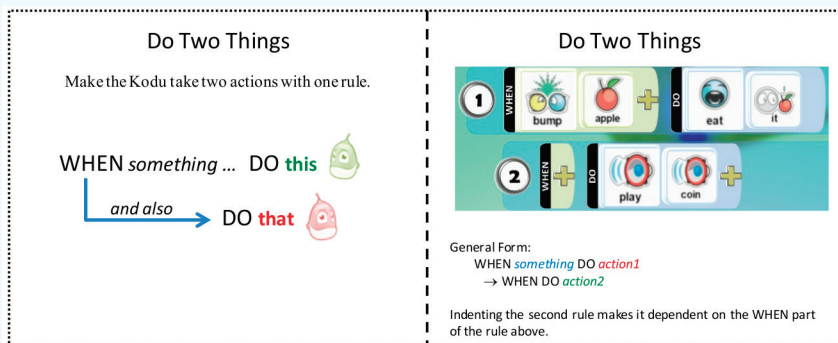 Do Two Things
Make the Kodu take two actions with one rule.
WHEN something ... DO this
and also
DO that
Do Two Things
1 WHEN bump apple DO eat it
2 WHEN DO play coin
General Form:
WHEN something DO action1
→ WHEN DO action2
Indenting the second rule makes it dependent on the WHEN part
of the rule above.